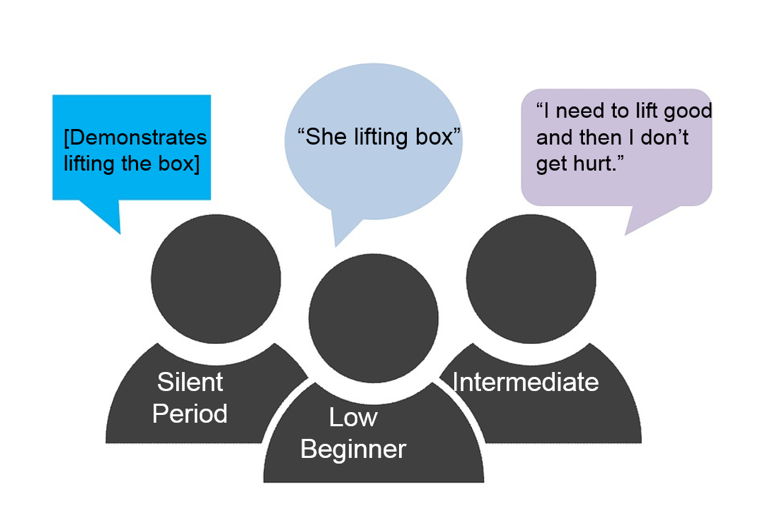 [Demonstrates
lifting the box]
“She lifting box”
“I need to lift good
and then I don’t
get hurt.”
Silent
Period
Low
Beginner
Intermediate